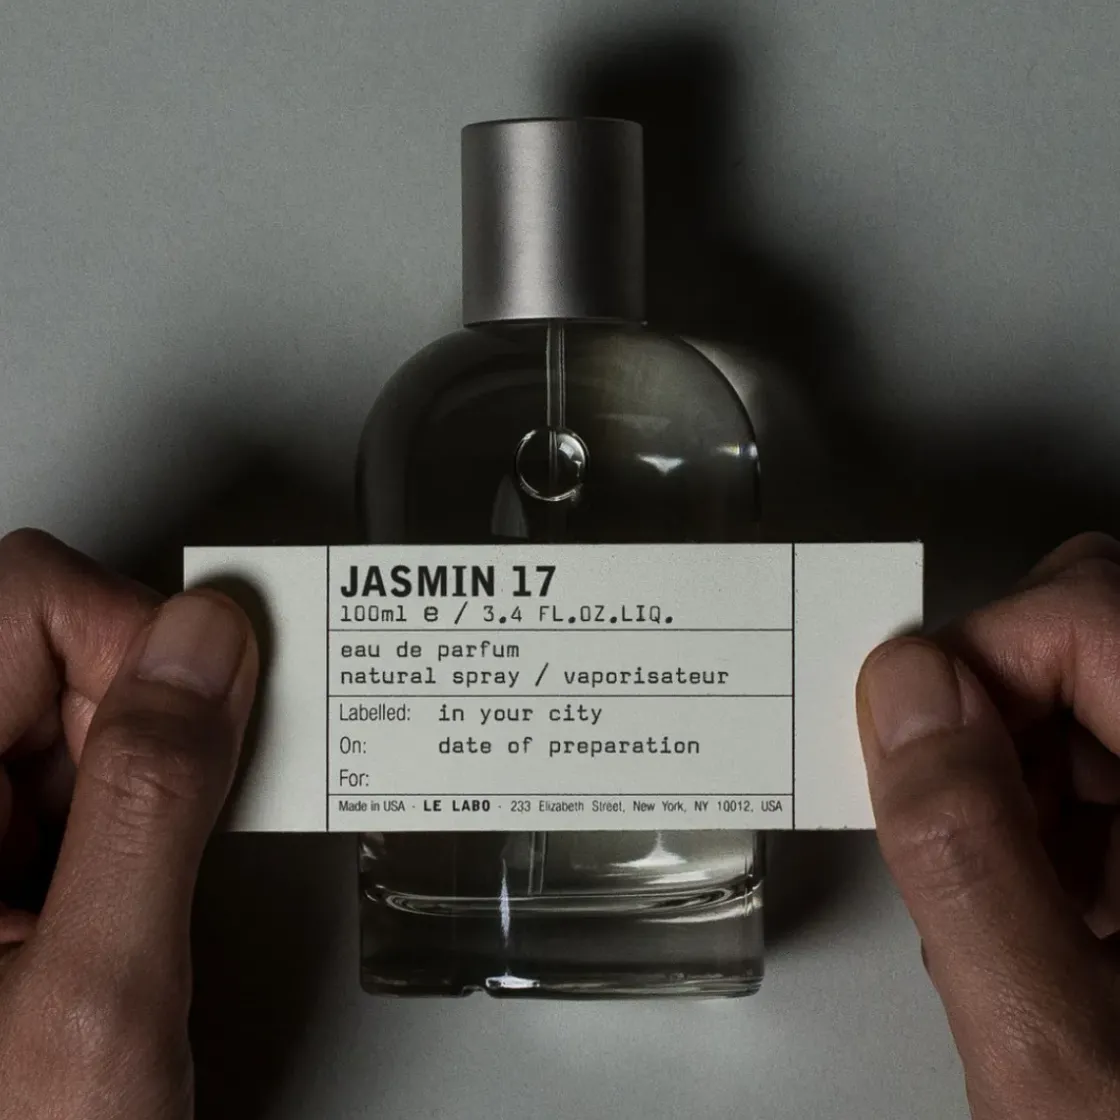 JASMIN 17
100ml e / 3.4 FL.OZ.LIQ.
eau de parfum
natural spray / vaporisateur
Labelled: in your city
On: date of preparation
For:
Made in USA · LE LABO · 233 Elizabeth Street, New York, NY 10012, USA